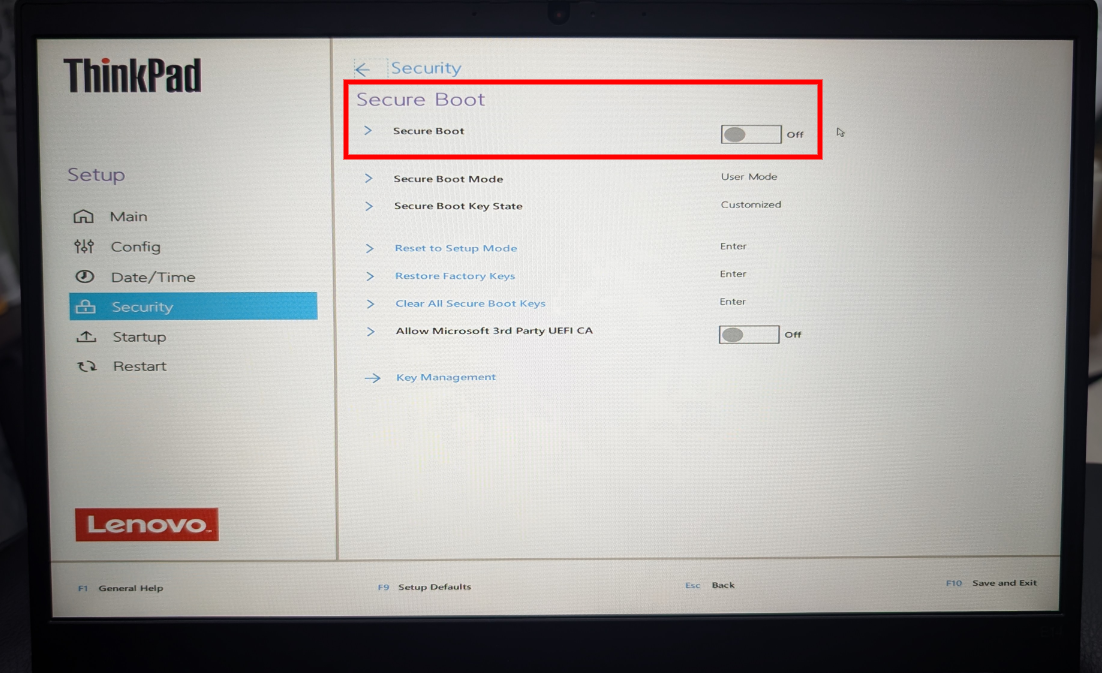 ThinkPad
Setup
Main
Config
Date/Time
Security
Startup
Restart
Lenovo
← Security
Secure Boot
> Secure Boot Off
> Secure Boot Mode User Mode
> Secure Boot Key State Customized
> Reset to Setup Mode Enter
> Restore Factory Keys Enter
> Clear All Secure Boot Keys Enter
> Allow Microsoft 3rd Party UEFI CA Off
→ Key Management
F1 General Help F9 Setup Defaults Esc Back F10 Save and Exit